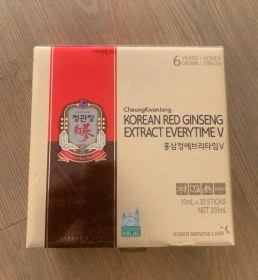 6 YEARS GROWN KOREA ORIGIN
CheongKwanJang
KOREAN RED GINSENG
EXTRACT EVERYTIME V
홍삼정에브리타임V
정관장
HALAL
10mL x 30 STICKS
NET 300mL
KOREA GINSENG CORP.